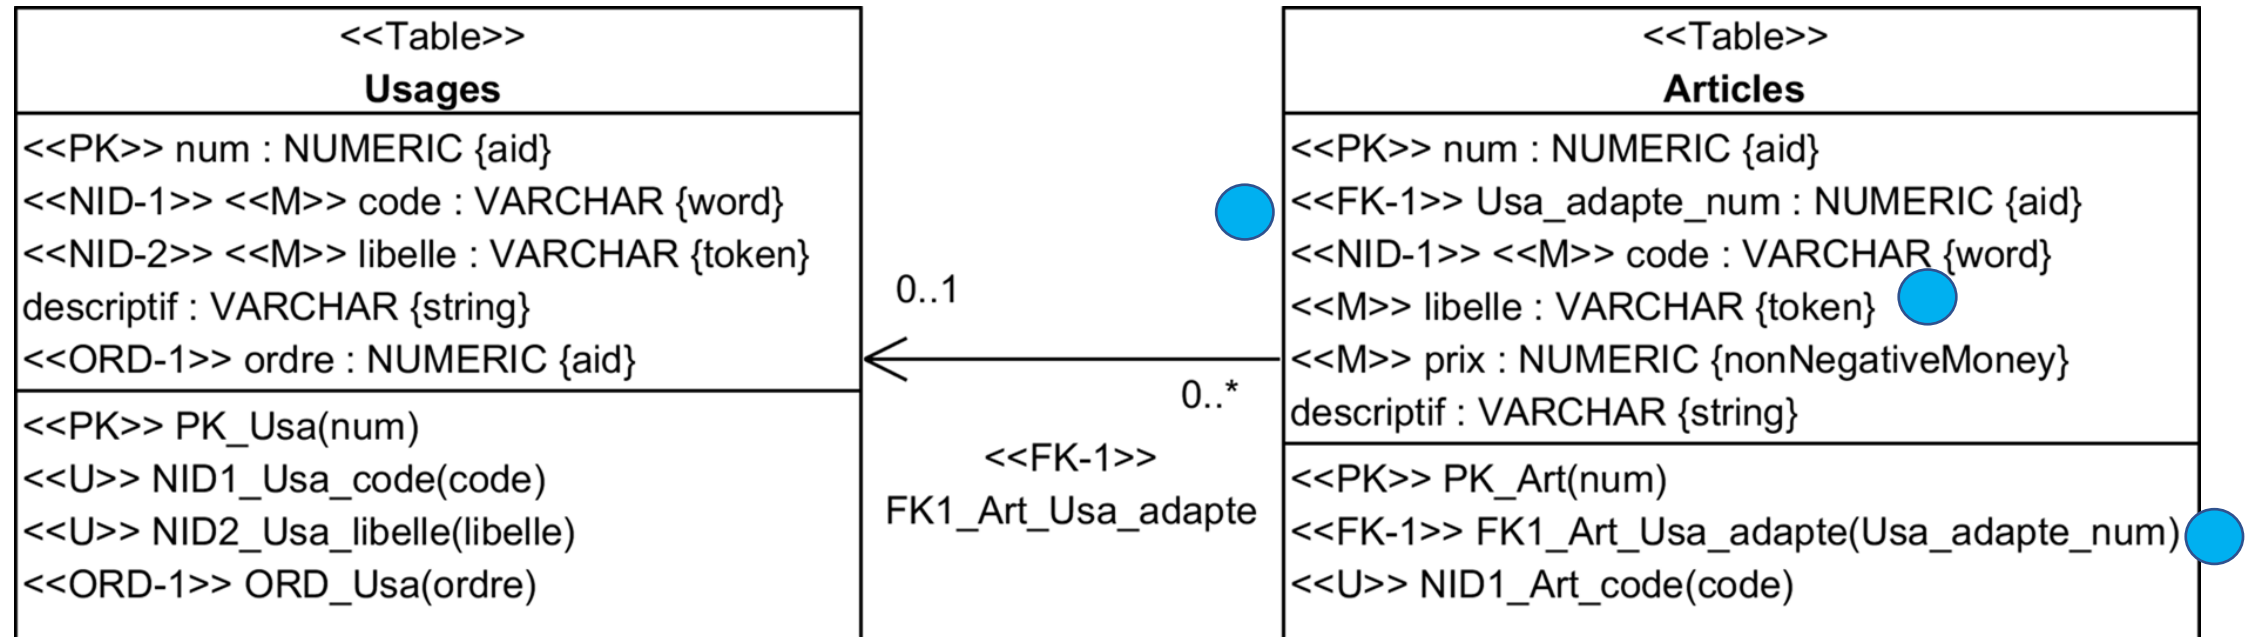 <<Table>>
Usages
<<PK>> num : NUMERIC {aid}
<<NID-1>> <<M>> code : VARCHAR {word}
<<NID-2>> <<M>> libelle : VARCHAR {token}
descriptif : VARCHAR {string}
<<ORD-1>> ordre : NUMERIC {aid}
<<PK>> PK_Usa(num)
<<U>> NID1_Usa_code(code)
<<U>> NID2_Usa_libelle(libelle)
<<ORD-1>> ORD_Usa(ordre)
0..1
0..*
<<FK-1>>
FK1_Art_Usa_adapte
<<Table>>
Articles
<<PK>> num : NUMERIC {aid}
<<FK-1>> Usa_adapte_num : NUMERIC {aid}
<<NID-1>> <<M>> code : VARCHAR {word}
<<M>> libelle : VARCHAR {token}
<<M>> prix : NUMERIC {nonNegativeMoney}
descriptif : VARCHAR {string}
<<PK>> PK_Art(num)
<<FK-1>> FK1_Art_Usa_adapte(Usa_adapte_num)
<<U>> NID1_Art_code(code)